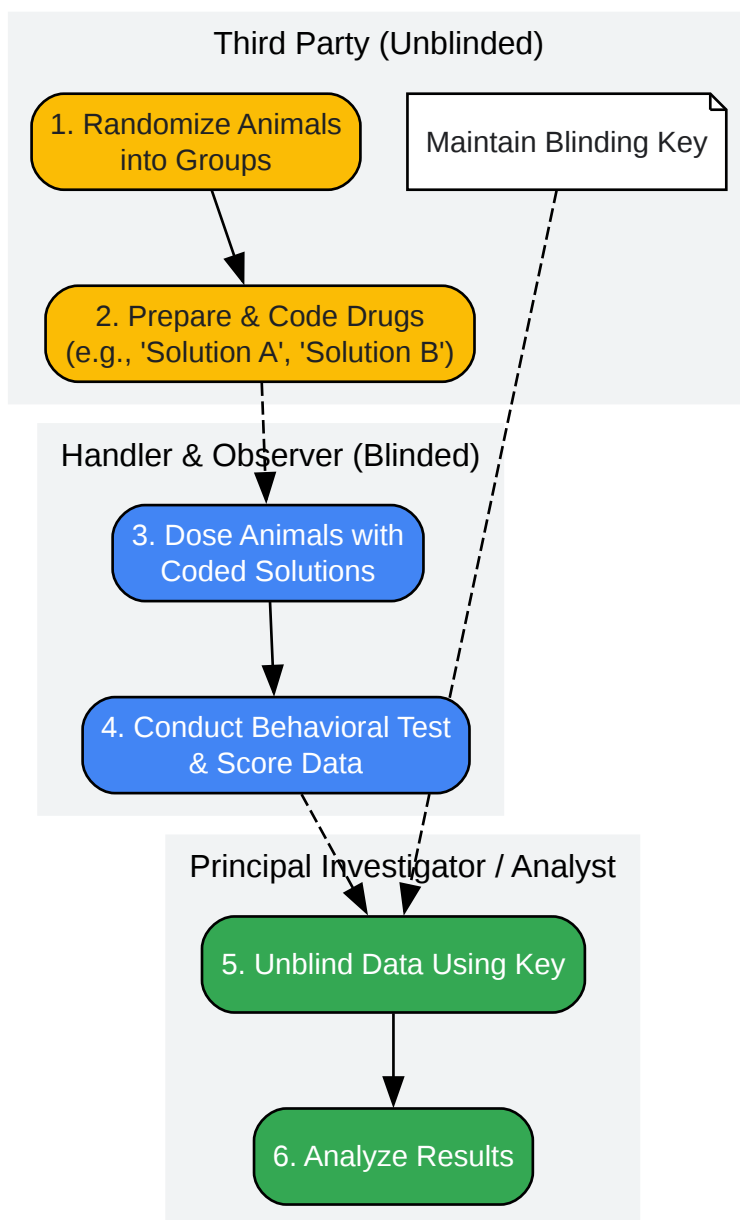 Third Party (Unblinded)
1. Randomize Animals
into Groups
Maintain Blinding Key
2. Prepare & Code Drugs
(e.g., 'Solution A', 'Solution B')
Handler & Observer (Blinded)
3. Dose Animals with
Coded Solutions
4. Conduct Behavioral Test
& Score Data
Principal Investigator / Analyst
5. Unblind Data Using Key
6. Analyze Results